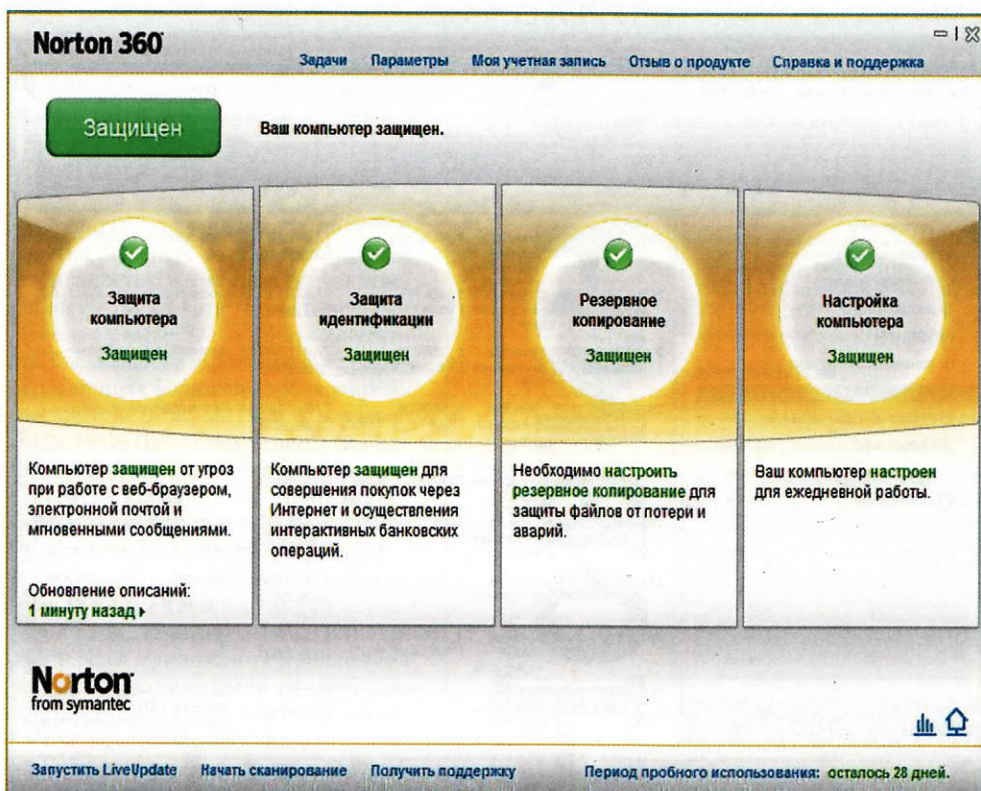 Norton 360
Задачи Параметры Моя учетная запись Отзыв о продукте Справка и поддержка
Защищен
Ваш компьютер защищен.
Защита
компьютера
Защищен
Компьютер защищен от угроз
при работе с веб-браузером,
электронной почтой и
мгновенными сообщениями.
Обновление описаний:
1 минуту назад
Защита
идентификации
Защищен
Компьютер защищен для
совершения покупок через
Интернет и осуществления
интерактивных банковских
операций.
Резервное
копирование
Защищен
Необходимо настроить
резервное копирование для
защиты файлов от потери и
аварий.
Настройка
компьютера
Защищен
Ваш компьютер настроен
для ежедневной работы.
Norton
from symantec
Запустить LiveUpdate Начать сканирование Получить поддержку Период пробного использования: осталось 28 дней.